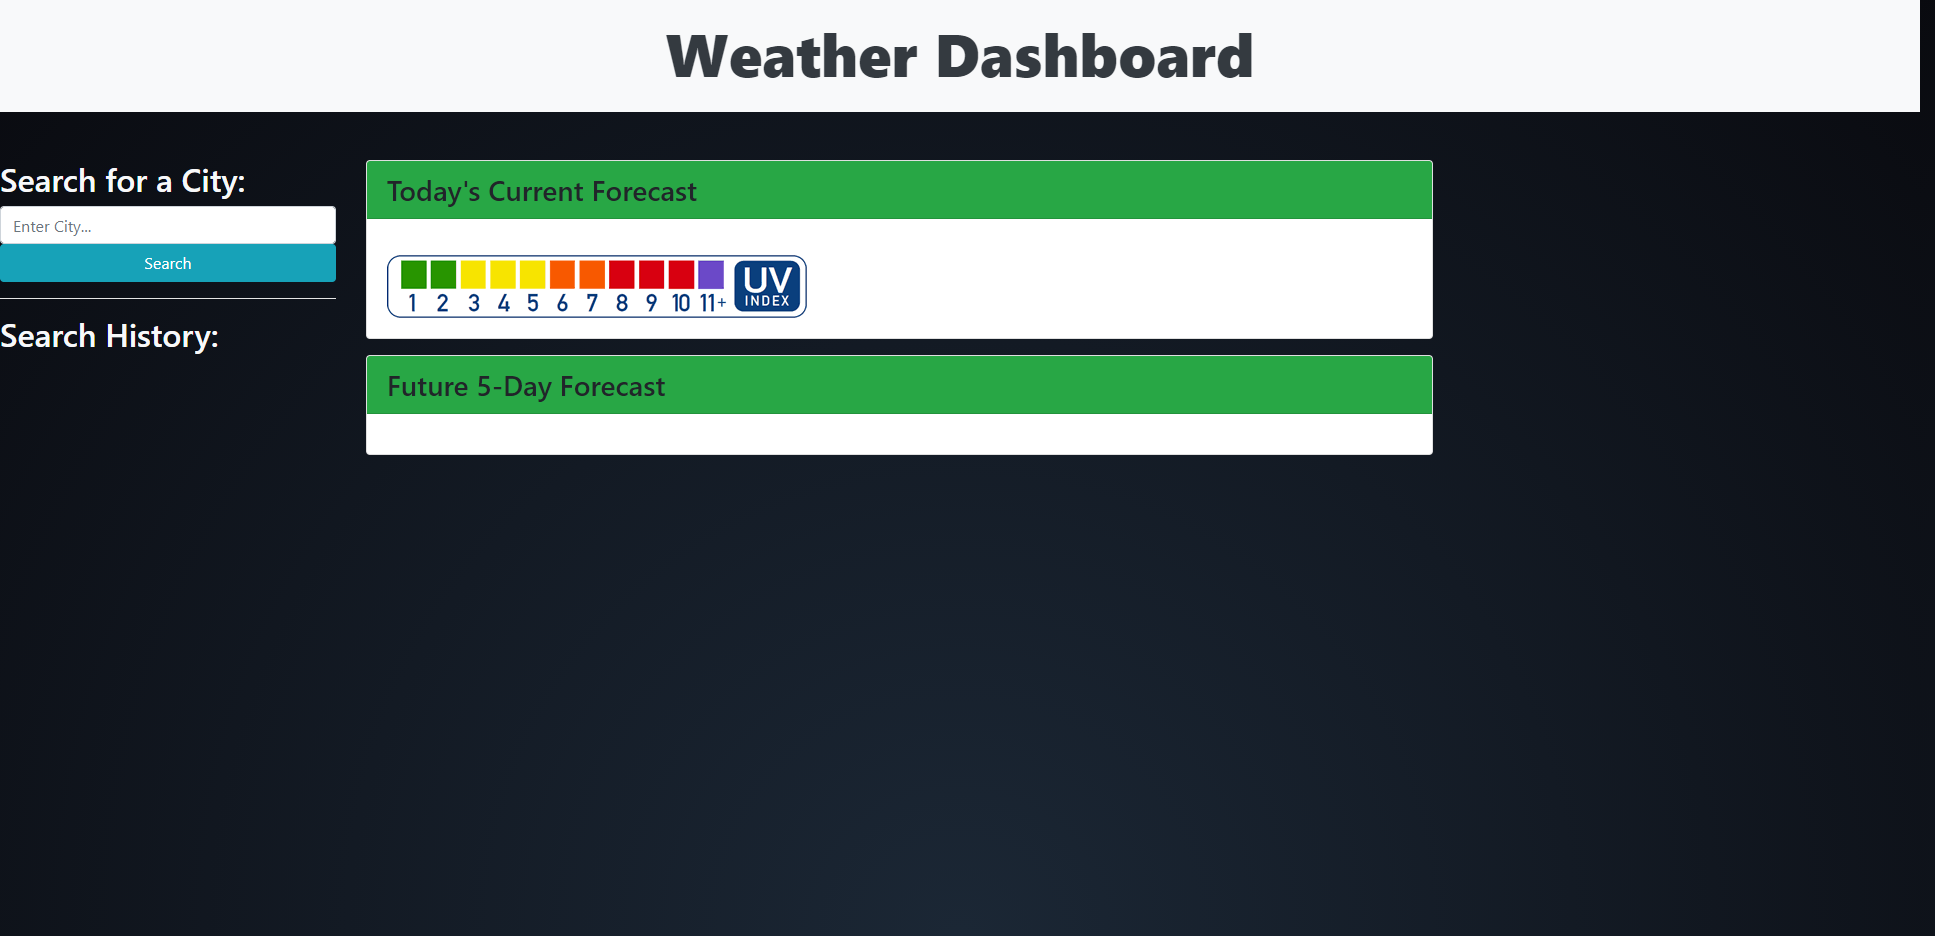 Weather Dashboard
Search for a City:
Enter City...
Search
Search History:
Today's Current Forecast
1 2 3 4 5 6 7 8 9 10 11+
UV
INDEX
Future 5-Day Forecast